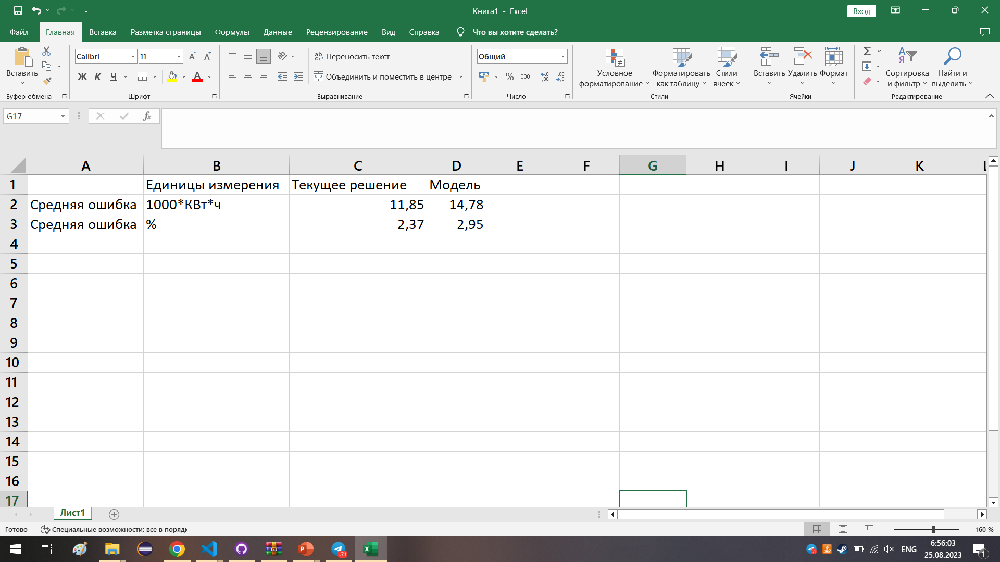 Книга1 - Excel
Вход
Файл Главная Вставка Разметка страницы Формулы Данные Рецензирование Вид Справка Что вы хотите сделать?
Вставить
Буфер обмена
Calibri 11
Ж К Ч
Шрифт
Переносить текст
Объединить и поместить в центре
Выравнивание
Общий
% 000
Число
Условное форматирование
Форматировать как таблицу
Стили ячеек
Стили
Вставить Удалить Формат
Ячейки
Сортировка и фильтр
Найти и выделить
Редактирование
G17
fx
A B C D E F G H I J K L
1 Единицы измерения Текущее решение Модель
2 Средняя ошибка 1000*КВт*ч 11,85 14,78
3 Средняя ошибка % 2,37 2,95
4
5
6
7
8
9
10
11
12
13
14
15
16
17
Лист1
Готово Специальные возможности: все в порядк
160 %
..71
ENG
6:56:03
25.08.2023
1